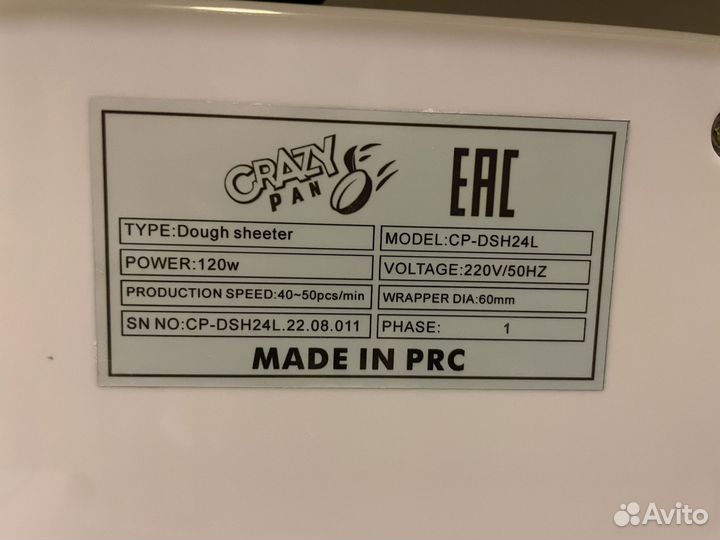 CRAZY
PAN
EAC
TYPE:Dough sheeter
MODEL:CP-DSH24L
POWER:120w
VOLTAGE:220V/50HZ
PRODUCTION SPEED:40~50pcs/min
WRAPPER DIA:60mm
SN NO:CP-DSH24L.22.08.011
PHASE: 1
MADE IN PRC
Avito